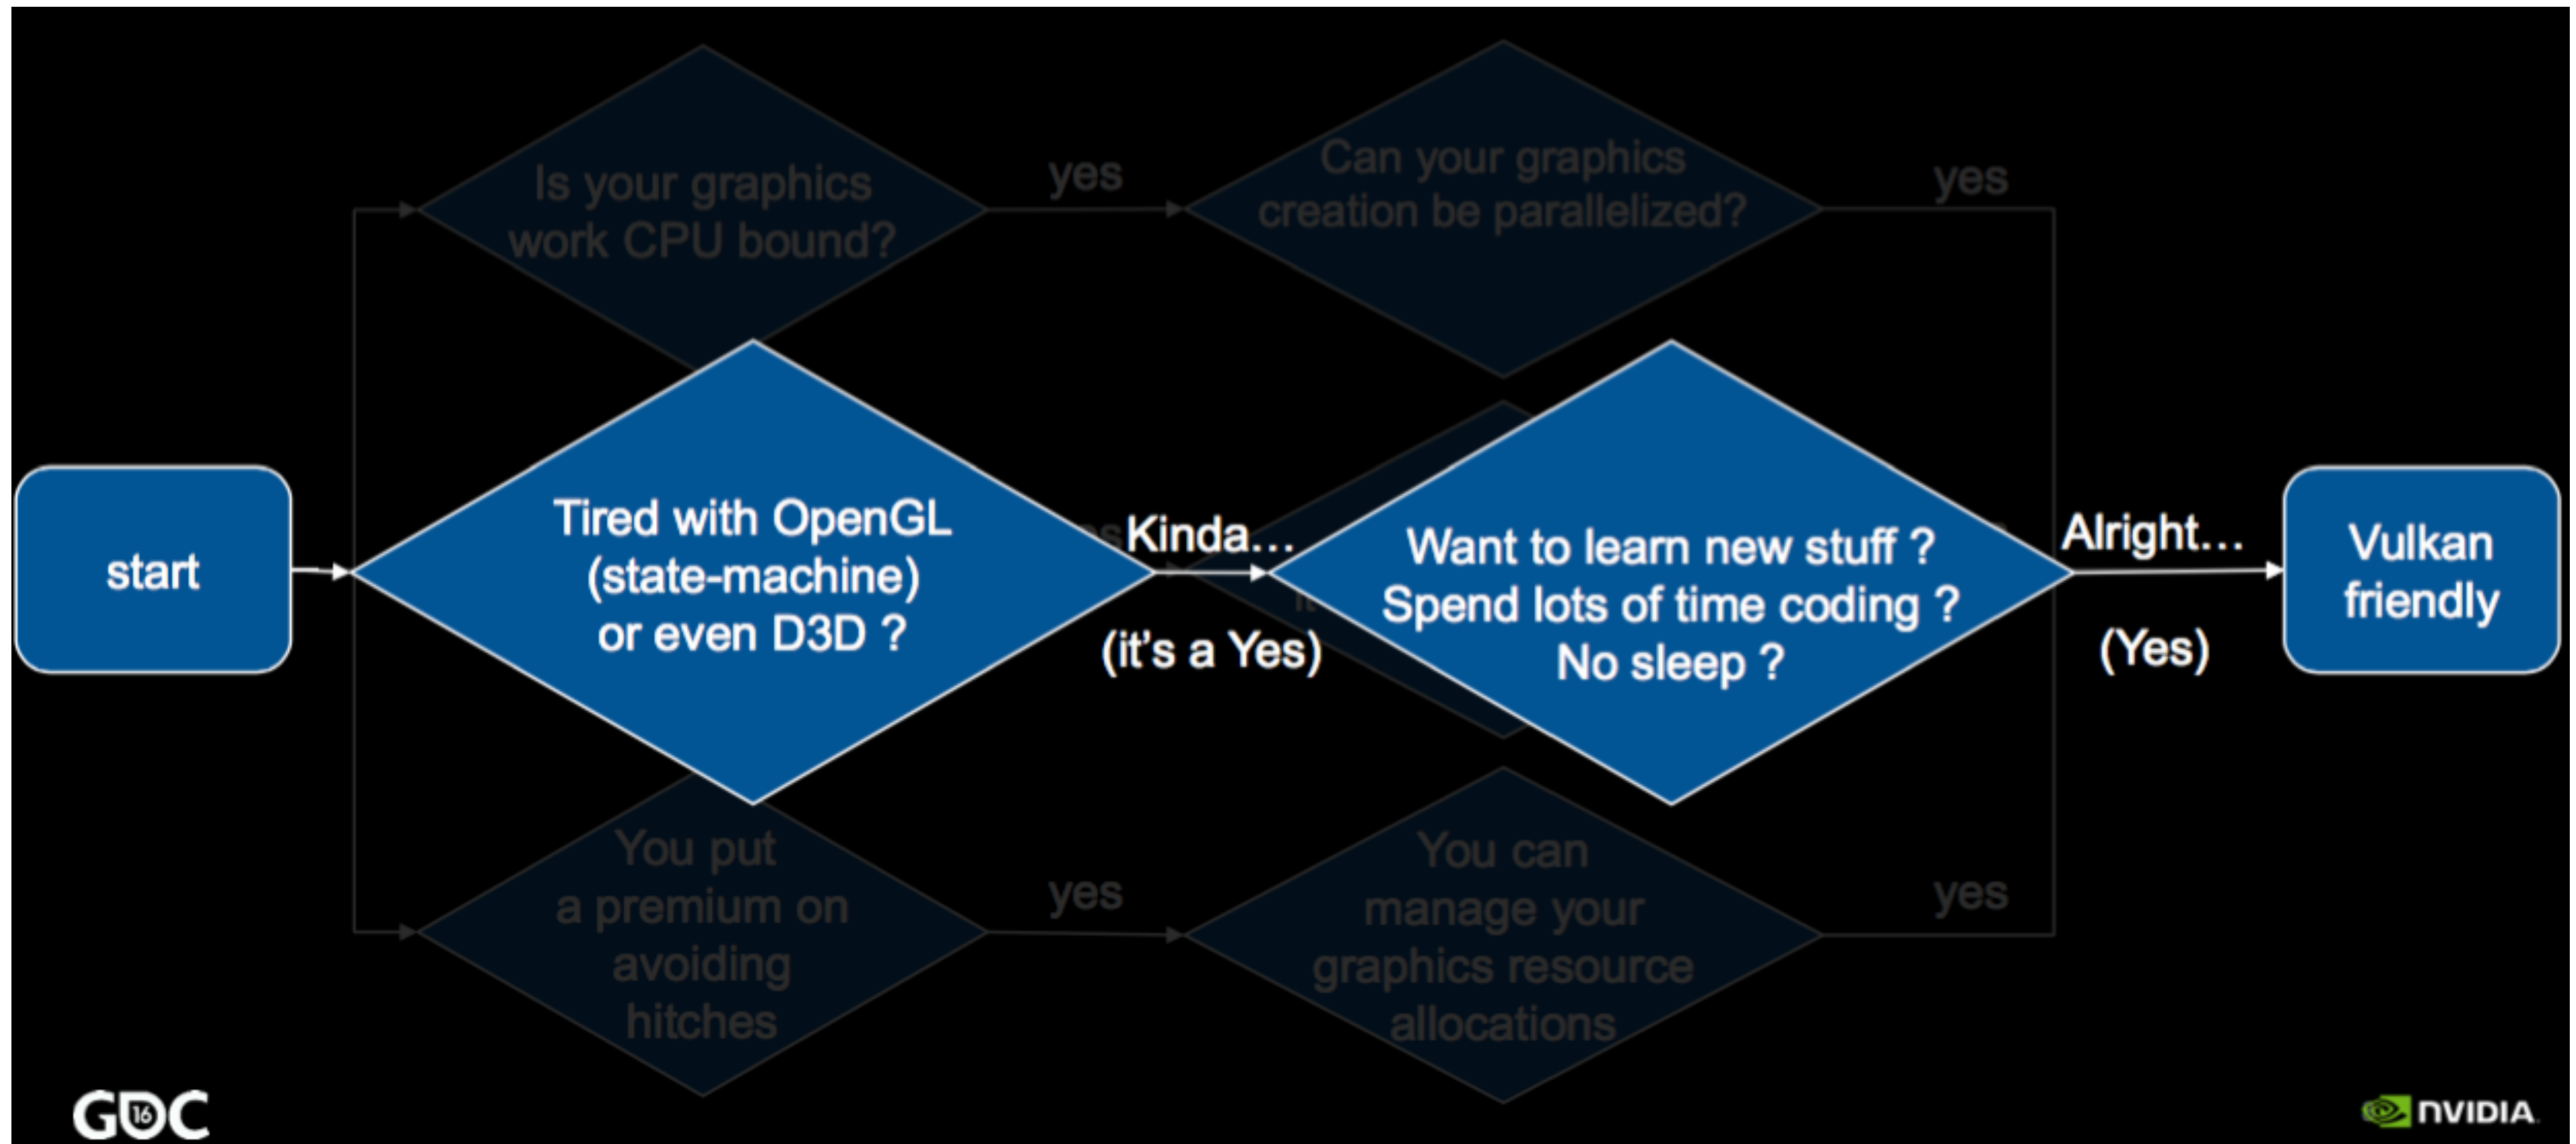 Is your graphics
work CPU bound?
yes
Can your graphics
creation be parallelized?
yes
start
Tired with OpenGL
(state-machine)
or even D3D ?
Kinda...
(it's a Yes)
Want to learn new stuff ?
Spend lots of time coding ?
No sleep ?
Alright...
(Yes)
Vulkan
friendly
You put
a premium on
avoiding
hitches
yes
You can
manage your
graphics resource
allocations
yes
GDC
16
NVIDIA.